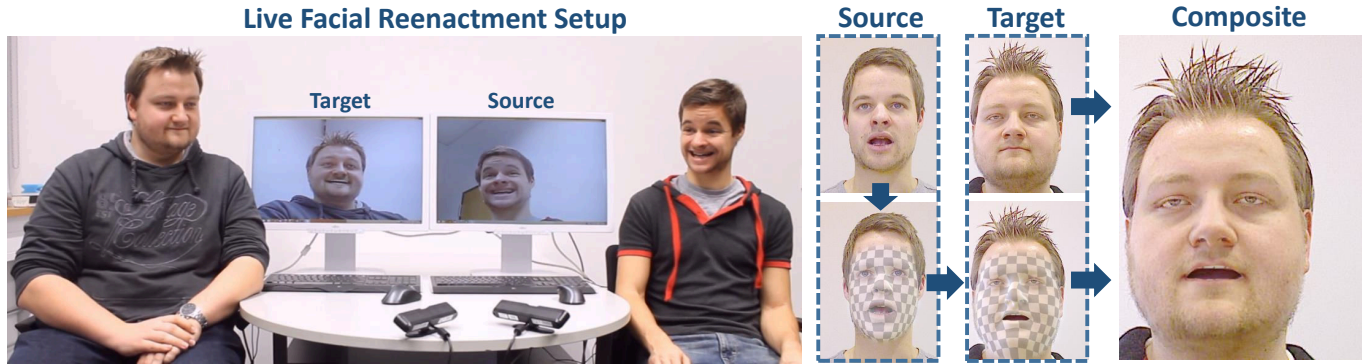 Live Facial Reenactment Setup
Target
Source
Source
Target
Composite